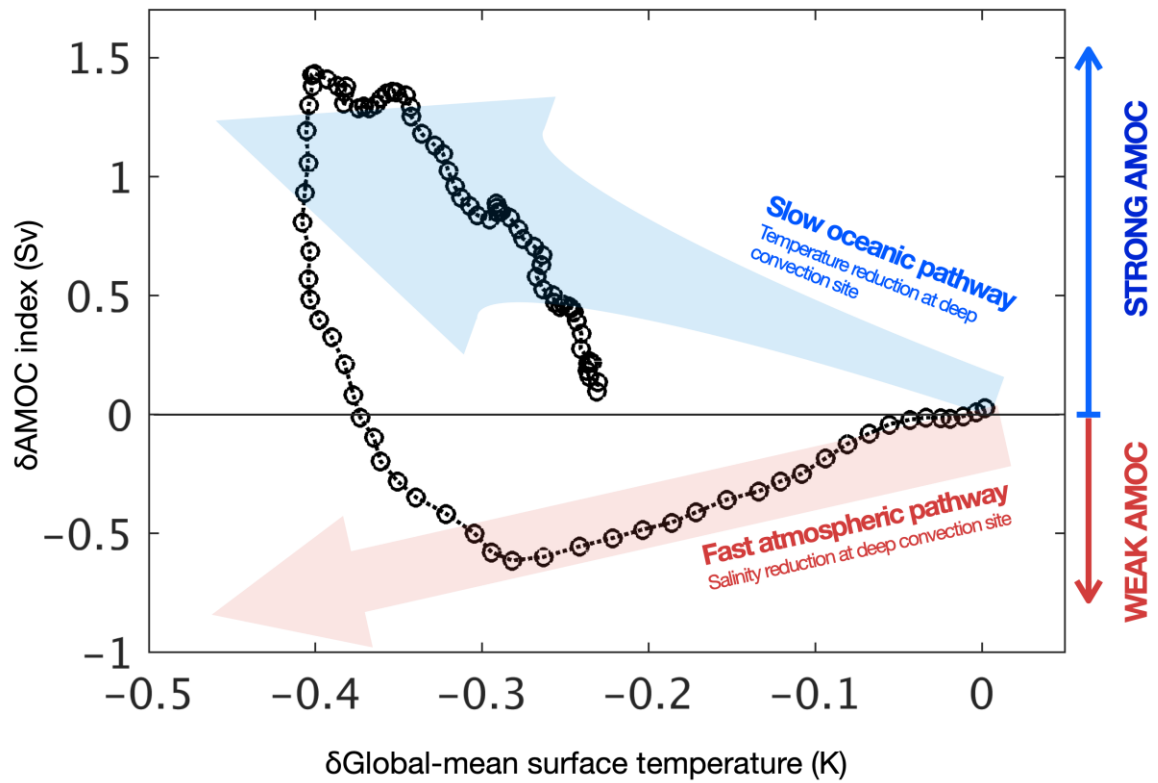 1.5
1
0.5
0
−0.5
−1
−0.5
−0.4
−0.3
−0.2
−0.1
0
δAMOC index (Sv)
δGlobal-mean surface temperature (K)
Slow oceanic pathway
Temperature reduction at deep
convection site
Fast atmospheric pathway
Salinity reduction at deep convection site
STRONG AMOC
WEAK AMOC